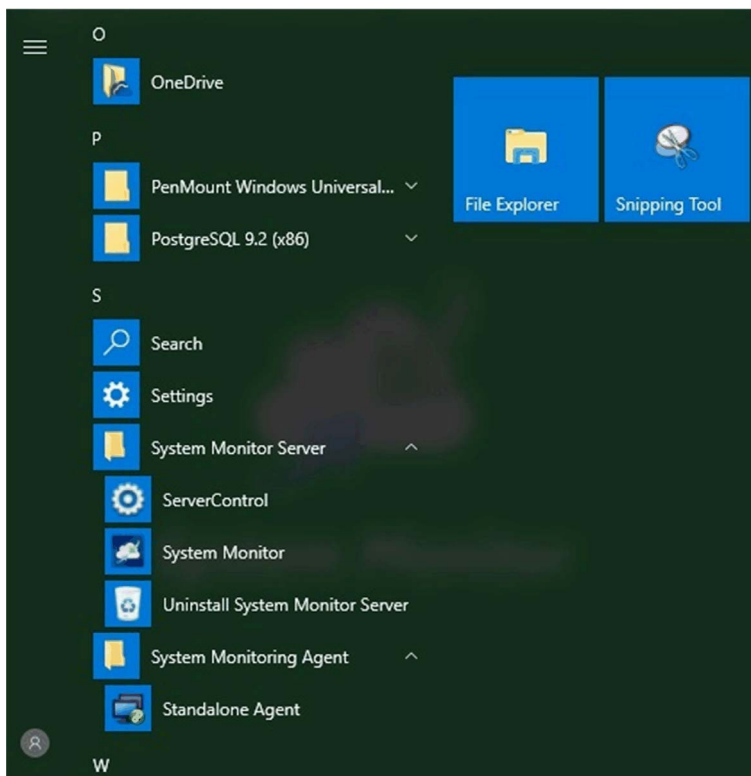 O
OneDrive
P
PenMount Windows Universal...
PostgreSQL 9.2 (x86)
S
Search
Settings
System Monitor Server
ServerControl
System Monitor
Uninstall System Monitor Server
System Monitoring Agent
Standalone Agent
W
File Explorer
Snipping Tool